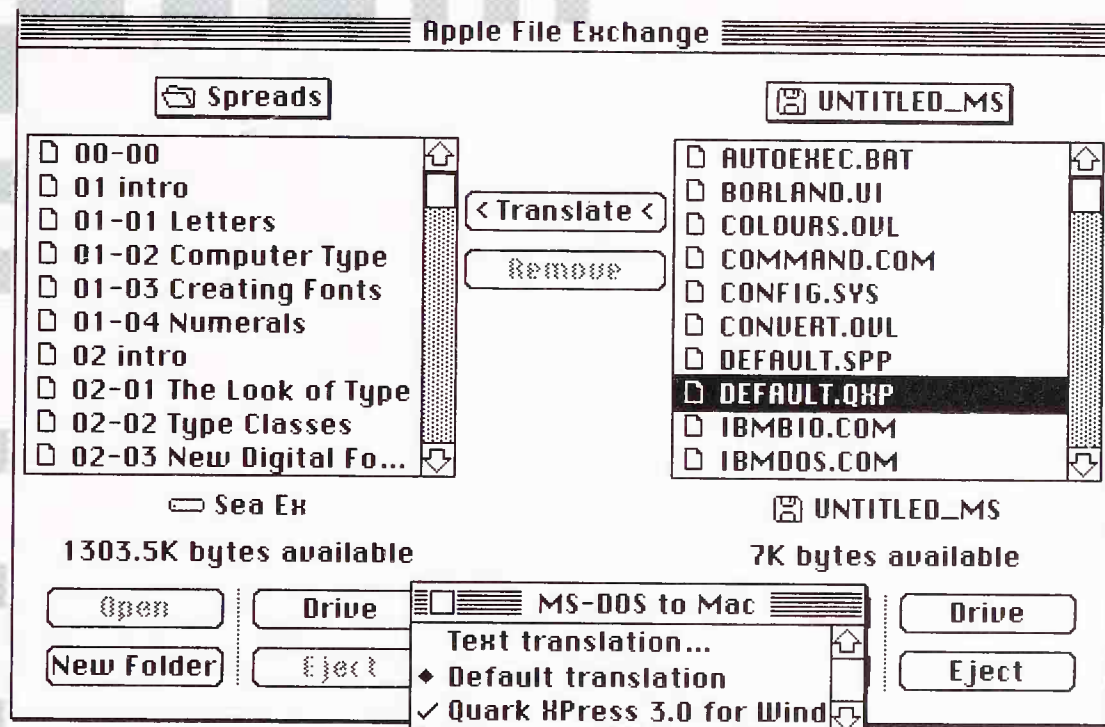 Apple File Exchange
Spreads
00-00
01 intro
01-01 Letters
01-02 Computer Type
01-03 Creating Fonts
01-04 Numerals
02 intro
02-01 The Look of Type
02-02 Type Classes
02-03 New Digital Fo...
Sea Ex
1303.5K bytes available
Open
Drive
New Folder
Eject
< Translate <
Remove
UNTITLED_MS
AUTOEXEC.BAT
BORLAND.UI
COLOURS.OVL
COMMAND.COM
CONFIG.SYS
CONVERT.OVL
DEFAULT.SPP
DEFAULT.QXP
IBMBIO.COM
IBMDOS.COM
UNTITLED_MS
7K bytes available
Drive
Eject
MS-DOS to Mac
Text translation...
Default translation
Quark XPress 3.0 for Wind